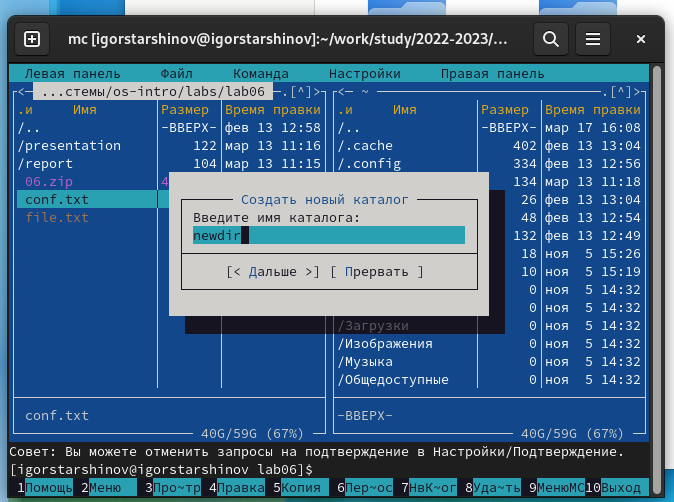 mc [igorstarshinov@igorstarshinov]:~/work/study/2022-2023/...
Левая панель Файл Команда Настройки Правая панель
<— ...стемы/os-intro/labs/lab06 .[^]> <— ~ .[^]>
.и Имя Размер Время правки .и Имя Размер Время правки
/.. -ВВЕРХ- фев 13 12:58 /.. -ВВЕРХ- мар 17 16:08
/presentation 122 мар 13 11:16 /.cache 402 фев 13 13:04
/report 104 мар 13 11:15 /.config 334 фев 13 12:56
06.zip 4 134 мар 13 11:18
conf.txt 26 фев 13 13:04
file.txt 48 фев 13 12:54
132 фев 13 12:49
18 ноя 5 15:26
10 ноя 5 15:19
0 ноя 5 14:32
0 ноя 5 14:32
/Загрузки 0 ноя 5 14:32
/Изображения 0 ноя 5 14:32
/Музыка 0 ноя 5 14:32
/Общедоступные 0 ноя 5 14:32
Создать новый каталог
Введите имя каталога:
newdir
[< Дальше >] [ Прервать ]
conf.txt -ВВЕРХ-
40G/59G (67%) 40G/59G (67%)
Совет: Вы можете отменить запросы на подтверждение в Настройки/Подтверждение.
[igorstarshinov@igorstarshinov lab06]$
1Помощь 2Меню 3Про~тр 4Правка 5Копия 6Пер~ос 7НвК~ог 8Уда~ть 9МенюMC 10Выход